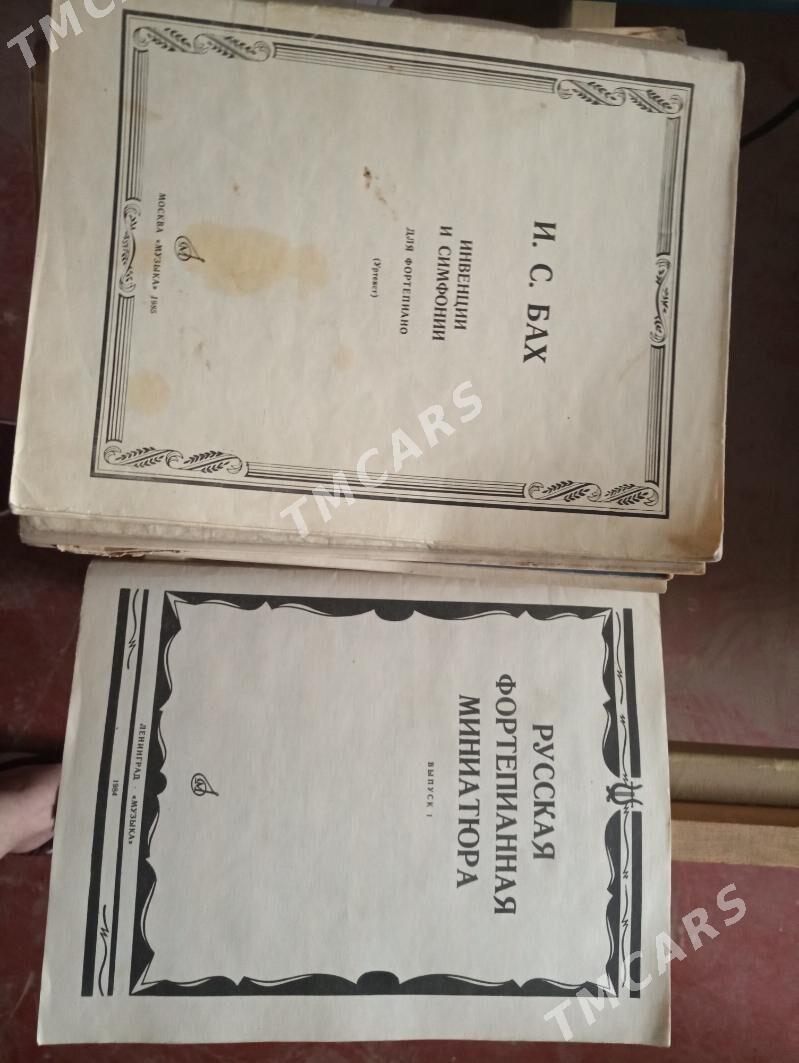 И. С. БАХ
ИНВЕНЦИИ
И СИМФОНИИ
ДЛЯ ФОРТЕПИАНО
(Уртекст)
МОСКВА «МУЗЫКА» 1985
РУССКАЯ
ФОРТЕПИАННАЯ
МИНИАТЮРА
ВЫПУСК 1
ЛЕНИНГРАД · «МУЗЫКА»
1984
TMCARS
TMCARS
TMCARS